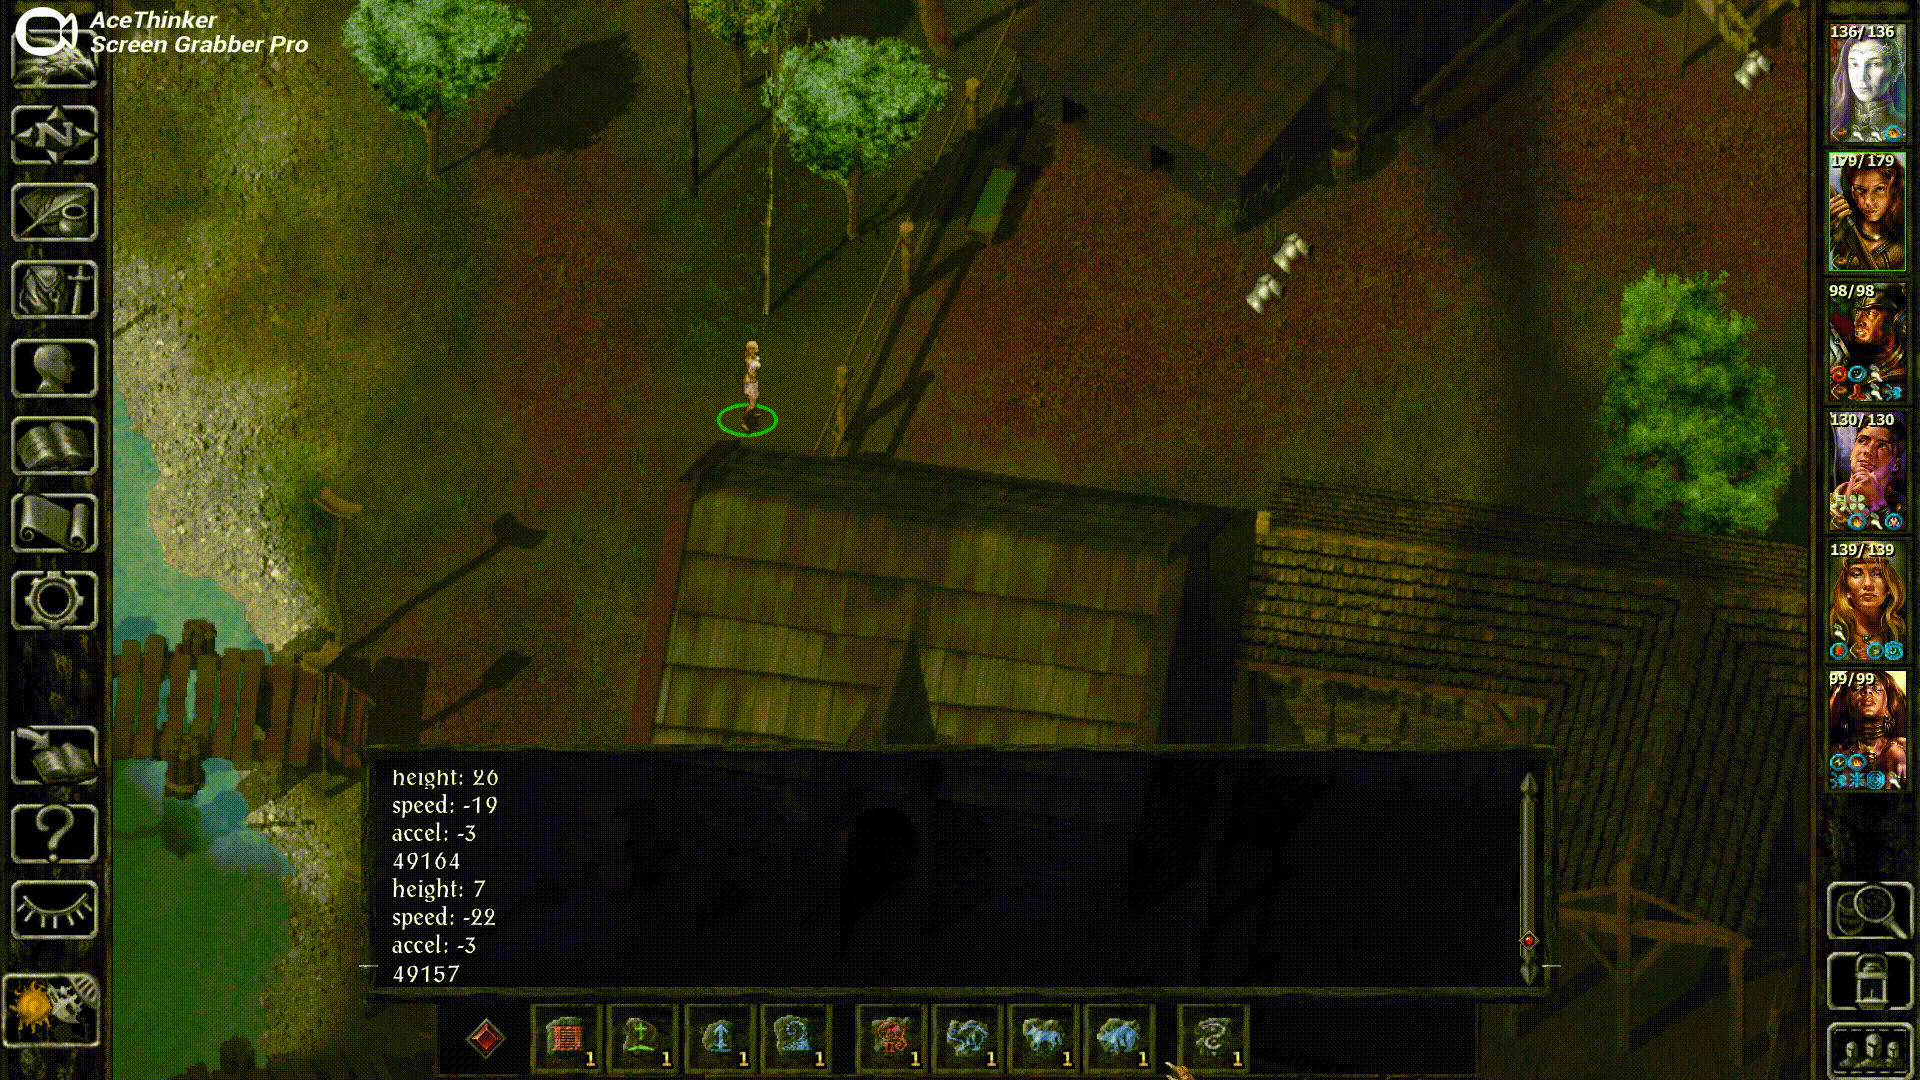 AceThinker
Screen Grabber Pro
N
136/136
179/179
98/98
130/130
139/139
99/99
height: 26
speed: -19
accel: -3
49164
height: 7
speed: -22
accel: -3
49157
1
1
1
1
1
1
1
1
1